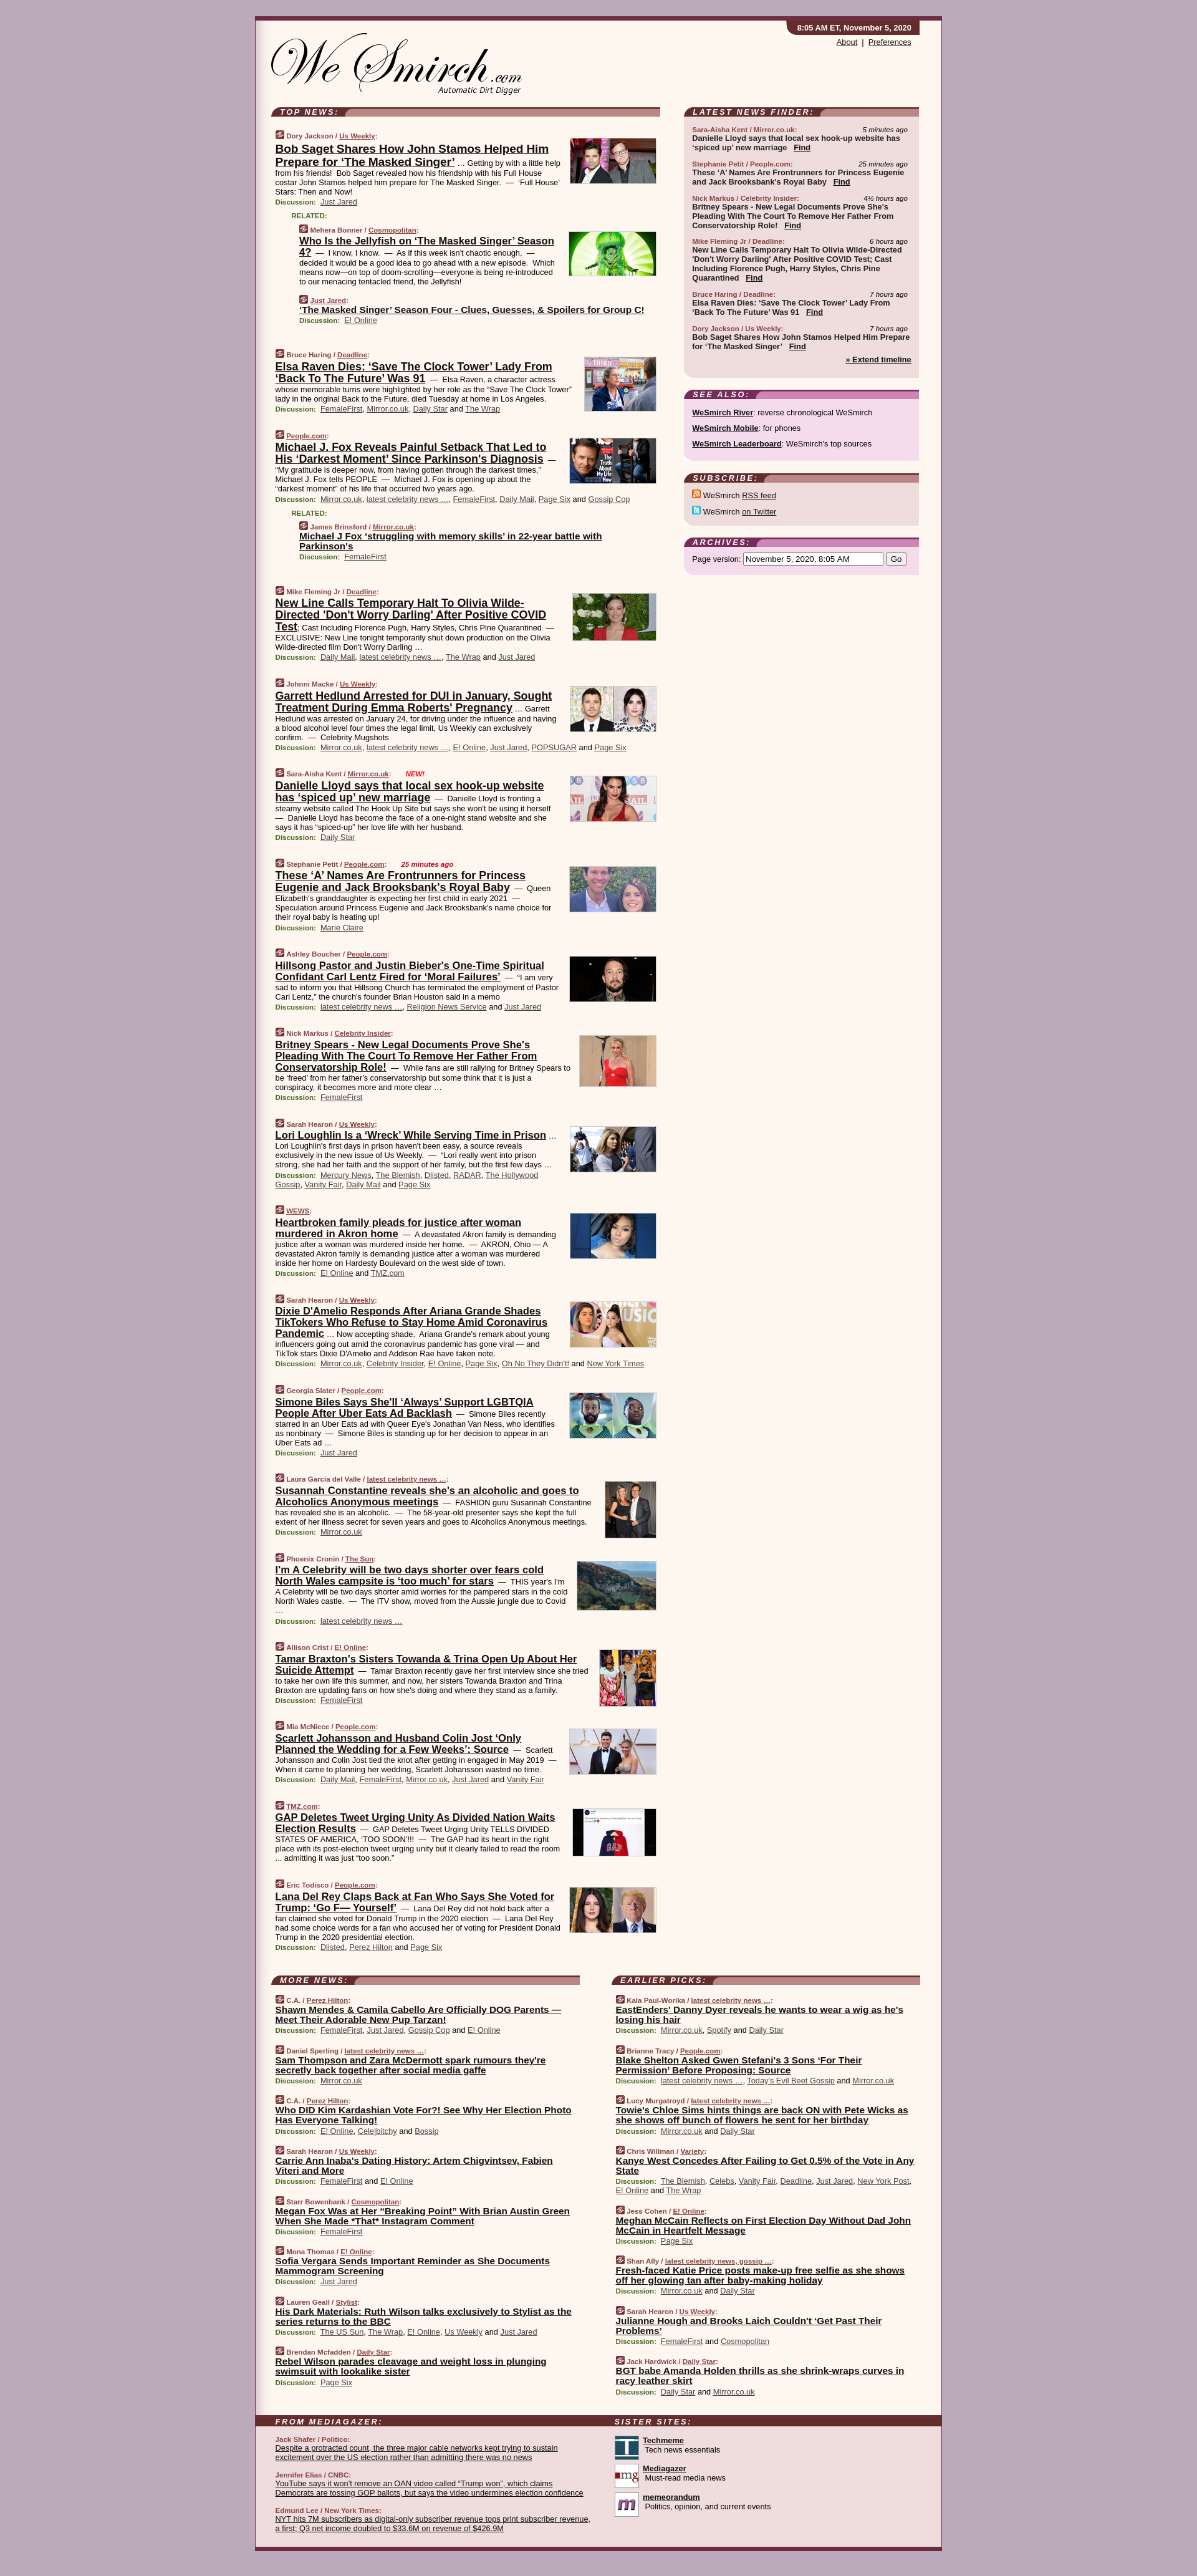 8:05 AM ET, November 5, 2020
About | Preferences
We Smirch.com
Automatic Dirt Digger
TOP NEWS:
Dory Jackson / Us Weekly:
Bob Saget Shares How John Stamos Helped Him
Prepare for ‘The Masked Singer’ … Getting by with a little help
from his friends! Bob Saget revealed how his friendship with his Full House
costar John Stamos helped him prepare for The Masked Singer. — ‘Full House’
Stars: Then and Now!
Discussion: Just Jared
RELATED:
Mehera Bonner / Cosmopolitan:
Who Is the Jellyfish on ‘The Masked Singer’ Season
4? — I know, I know. — As if this week isn't chaotic enough, —
decided it would be a good idea to grace us with a new episode. Which
means now—on top of doom-scrolling—everyone is being re-introduced
to our menacing tentacled friend, the Jellyfish!
Just Jared:
‘The Masked Singer’ Season Four - Clues, Guesses, & Spoilers for Group C!
Discussion: E! Online
Bruce Haring / Deadline:
Elsa Raven Dies: ‘Save The Clock Tower’ Lady From
‘Back To The Future’ Was 91 — Elsa Raven, a character actress
whose memorable turns were highlighted by her role as the “Save The Clock Tower”
lady in the original Back to the Future, died Tuesday at home in Los Angeles.
Discussion: FemaleFirst, Mirror.co.uk, Daily Star and The Wrap
People.com:
Michael J. Fox Reveals Painful Setback That Led to
His ‘Darkest Moment’ Since Parkinson's Diagnosis —
“My gratitude is deeper now, from having gotten through the darkest times,”
Michael J. Fox tells PEOPLE — Michael J. Fox is opening up about the
“darkest moment” of his life that occurred two years ago.
Discussion: Mirror.co.uk, latest celebrity news …, FemaleFirst, Daily Mail, Page Six and Gossip Cop
RELATED:
James Brinsford / Mirror.co.uk:
Michael J Fox ‘struggling with memory skills’ in 22-year battle with
Parkinson's
Discussion: FemaleFirst
Mike Fleming Jr / Deadline:
New Line Calls Temporary Halt To Olivia Wilde-
Directed 'Don't Worry Darling' After Positive COVID
Test; Cast Including Florence Pugh, Harry Styles, Chris Pine Quarantined —
EXCLUSIVE: New Line tonight temporarily shut down production on the Olivia
Wilde-directed film Don't Worry Darling …
Discussion: Daily Mail, latest celebrity news …, The Wrap and Just Jared
Johnni Macke / Us Weekly:
Garrett Hedlund Arrested for DUI in January, Sought
Treatment During Emma Roberts' Pregnancy … Garrett
Hedlund was arrested on January 24, for driving under the influence and having
a blood alcohol level four times the legal limit, Us Weekly can exclusively
confirm. — Celebrity Mugshots
Discussion: Mirror.co.uk, latest celebrity news …, E! Online, Just Jared, POPSUGAR and Page Six
Sara-Aisha Kent / Mirror.co.uk: NEW!
Danielle Lloyd says that local sex hook-up website
has ‘spiced up’ new marriage — Danielle Lloyd is fronting a
steamy website called The Hook Up Site but says she won't be using it herself
— Danielle Lloyd has become the face of a one-night stand website and she
says it has “spiced-up” her love life with her husband.
Discussion: Daily Star
Stephanie Petit / People.com: 25 minutes ago
These ‘A’ Names Are Frontrunners for Princess
Eugenie and Jack Brooksbank's Royal Baby — Queen
Elizabeth's granddaughter is expecting her first child in early 2021 —
Speculation around Princess Eugenie and Jack Brooksbank's name choice for
their royal baby is heating up!
Discussion: Marie Claire
Ashley Boucher / People.com:
Hillsong Pastor and Justin Bieber's One-Time Spiritual
Confidant Carl Lentz Fired for ‘Moral Failures’ — “I am very
sad to inform you that Hillsong Church has terminated the employment of Pastor
Carl Lentz,” the church's founder Brian Houston said in a memo
Discussion: latest celebrity news …, Religion News Service and Just Jared
Nick Markus / Celebrity Insider:
Britney Spears - New Legal Documents Prove She's
Pleading With The Court To Remove Her Father From
Conservatorship Role! — While fans are still rallying for Britney Spears to
be ‘freed’ from her father's conservatorship but some think that it is just a
conspiracy, it becomes more and more clear …
Discussion: FemaleFirst
Sarah Hearon / Us Weekly:
Lori Loughlin Is a ‘Wreck’ While Serving Time in Prison …
Lori Loughlin's first days in prison haven't been easy, a source reveals
exclusively in the new issue of Us Weekly. — “Lori really went into prison
strong, she had her faith and the support of her family, but the first few days …
Discussion: Mercury News, The Blemish, Dlisted, RADAR, The Hollywood
Gossip, Vanity Fair, Daily Mail and Page Six
WEWS:
Heartbroken family pleads for justice after woman
murdered in Akron home — A devastated Akron family is demanding
justice after a woman was murdered inside her home. — AKRON, Ohio — A
devastated Akron family is demanding justice after a woman was murdered
inside her home on Hardesty Boulevard on the west side of town.
Discussion: E! Online and TMZ.com
Sarah Hearon / Us Weekly:
Dixie D'Amelio Responds After Ariana Grande Shades
TikTokers Who Refuse to Stay Home Amid Coronavirus
Pandemic … Now accepting shade. Ariana Grande's remark about young
influencers going out amid the coronavirus pandemic has gone viral — and
TikTok stars Dixie D'Amelio and Addison Rae have taken note.
Discussion: Mirror.co.uk, Celebrity Insider, E! Online, Page Six, Oh No They Didn't! and New York Times
Georgia Slater / People.com:
Simone Biles Says She'll ‘Always’ Support LGBTQIA
People After Uber Eats Ad Backlash — Simone Biles recently
starred in an Uber Eats ad with Queer Eye's Jonathan Van Ness, who identifies
as nonbinary — Simone Biles is standing up for her decision to appear in an
Uber Eats ad …
Discussion: Just Jared
Laura Garcia del Valle / latest celebrity news …:
Susannah Constantine reveals she's an alcoholic and goes to
Alcoholics Anonymous meetings — FASHION guru Susannah Constantine
has revealed she is an alcoholic. — The 58-year-old presenter says she kept the full
extent of her illness secret for seven years and goes to Alcoholics Anonymous meetings.
Discussion: Mirror.co.uk
Phoenix Cronin / The Sun:
I'm A Celebrity will be two days shorter over fears cold
North Wales campsite is ‘too much’ for stars — THIS year's I'm
A Celebrity will be two days shorter amid worries for the pampered stars in the cold
North Wales castle. — The ITV show, moved from the Aussie jungle due to Covid
…
Discussion: latest celebrity news …
Allison Crist / E! Online:
Tamar Braxton's Sisters Towanda & Trina Open Up About Her
Suicide Attempt — Tamar Braxton recently gave her first interview since she tried
to take her own life this summer, and now, her sisters Towanda Braxton and Trina
Braxton are updating fans on how she's doing and where they stand as a family.
Discussion: FemaleFirst
Mia McNiece / People.com:
Scarlett Johansson and Husband Colin Jost ‘Only
Planned the Wedding for a Few Weeks’: Source — Scarlett
Johansson and Colin Jost tied the knot after getting in engaged in May 2019 —
When it came to planning her wedding, Scarlett Johansson wasted no time.
Discussion: Daily Mail, FemaleFirst, Mirror.co.uk, Just Jared and Vanity Fair
TMZ.com:
GAP Deletes Tweet Urging Unity As Divided Nation Waits
Election Results — GAP Deletes Tweet Urging Unity TELLS DIVIDED
STATES OF AMERICA, ‘TOO SOON’!!! — The GAP had its heart in the right
place with its post-election tweet urging unity but it clearly failed to read the room
... admitting it was just “too soon.”
Eric Todisco / People.com:
Lana Del Rey Claps Back at Fan Who Says She Voted for
Trump: ‘Go F— Yourself’ — Lana Del Rey did not hold back after a
fan claimed she voted for Donald Trump in the 2020 election — Lana Del Rey
had some choice words for a fan who accused her of voting for President Donald
Trump in the 2020 presidential election.
Discussion: Dlisted, Perez Hilton and Page Six
LATEST NEWS FINDER:
Sara-Aisha Kent / Mirror.co.uk: 5 minutes ago
Danielle Lloyd says that local sex hook-up website has
‘spiced up’ new marriage Find
Stephanie Petit / People.com: 25 minutes ago
These ‘A’ Names Are Frontrunners for Princess Eugenie
and Jack Brooksbank's Royal Baby Find
Nick Markus / Celebrity Insider: 4½ hours ago
Britney Spears - New Legal Documents Prove She's
Pleading With The Court To Remove Her Father From
Conservatorship Role! Find
Mike Fleming Jr / Deadline: 6 hours ago
New Line Calls Temporary Halt To Olivia Wilde-Directed
'Don't Worry Darling' After Positive COVID Test; Cast
Including Florence Pugh, Harry Styles, Chris Pine
Quarantined Find
Bruce Haring / Deadline: 7 hours ago
Elsa Raven Dies: ‘Save The Clock Tower’ Lady From
‘Back To The Future’ Was 91 Find
Dory Jackson / Us Weekly: 7 hours ago
Bob Saget Shares How John Stamos Helped Him Prepare
for ‘The Masked Singer’ Find
» Extend timeline
SEE ALSO:
WeSmirch River: reverse chronological WeSmirch
WeSmirch Mobile: for phones
WeSmirch Leaderboard: WeSmirch's top sources
SUBSCRIBE:
WeSmirch RSS feed
WeSmirch on Twitter
ARCHIVES:
Page version: November 5, 2020, 8:05 AM Go
MORE NEWS:
C.A. / Perez Hilton:
Shawn Mendes & Camila Cabello Are Officially DOG Parents —
Meet Their Adorable New Pup Tarzan!
Discussion: FemaleFirst, Just Jared, Gossip Cop and E! Online
Daniel Sperling / latest celebrity news …:
Sam Thompson and Zara McDermott spark rumours they're
secretly back together after social media gaffe
Discussion: Mirror.co.uk
C.A. / Perez Hilton:
Who DID Kim Kardashian Vote For?! See Why Her Election Photo
Has Everyone Talking!
Discussion: E! Online, Celelbitchy and Bossip
Sarah Hearon / Us Weekly:
Carrie Ann Inaba's Dating History: Artem Chigvintsev, Fabien
Viteri and More
Discussion: FemaleFirst and E! Online
Starr Bowenbank / Cosmopolitan:
Megan Fox Was at Her “Breaking Point” With Brian Austin Green
When She Made *That* Instagram Comment
Discussion: FemaleFirst
Mona Thomas / E! Online:
Sofia Vergara Sends Important Reminder as She Documents
Mammogram Screening
Discussion: Just Jared
Lauren Geall / Stylist:
His Dark Materials: Ruth Wilson talks exclusively to Stylist as the
series returns to the BBC
Discussion: The US Sun, The Wrap, E! Online, Us Weekly and Just Jared
Brendan Mcfadden / Daily Star:
Rebel Wilson parades cleavage and weight loss in plunging
swimsuit with lookalike sister
Discussion: Page Six
EARLIER PICKS:
Kala Paul-Worika / latest celebrity news …:
EastEnders' Danny Dyer reveals he wants to wear a wig as he's
losing his hair
Discussion: Mirror.co.uk, Spotify and Daily Star
Brianne Tracy / People.com:
Blake Shelton Asked Gwen Stefani's 3 Sons ‘For Their
Permission’ Before Proposing: Source
Discussion: latest celebrity news …, Today's Evil Beet Gossip and Mirror.co.uk
Lucy Murgatroyd / latest celebrity news …:
Towie's Chloe Sims hints things are back ON with Pete Wicks as
she shows off bunch of flowers he sent for her birthday
Discussion: Mirror.co.uk and Daily Star
Chris Willman / Variety:
Kanye West Concedes After Failing to Get 0.5% of the Vote in Any
State
Discussion: The Blemish, Celebs, Vanity Fair, Deadline, Just Jared, New York Post,
E! Online and The Wrap
Jess Cohen / E! Online:
Meghan McCain Reflects on First Election Day Without Dad John
McCain in Heartfelt Message
Discussion: Page Six
Shan Ally / latest celebrity news, gossip …:
Fresh-faced Katie Price posts make-up free selfie as she shows
off her glowing tan after baby-making holiday
Discussion: Mirror.co.uk and Daily Star
Sarah Hearon / Us Weekly:
Julianne Hough and Brooks Laich Couldn't ‘Get Past Their
Problems’
Discussion: FemaleFirst and Cosmopolitan
Jack Hardwick / Daily Star:
BGT babe Amanda Holden thrills as she shrink-wraps curves in
racy leather skirt
Discussion: Daily Star and Mirror.co.uk
FROM MEDIAGAZER:
Jack Shafer / Politico:
Despite a protracted count, the three major cable networks kept trying to sustain
excitement over the US election rather than admitting there was no news
Jennifer Elias / CNBC:
YouTube says it won't remove an OAN video called “Trump won”, which claims
Democrats are tossing GOP ballots, but says the video undermines election confidence
Edmund Lee / New York Times:
NYT hits 7M subscribers as digital-only subscriber revenue tops print subscriber revenue,
a first; Q3 net income doubled to $33.6M on revenue of $426.9M
SISTER SITES:
Techmeme
Tech news essentials
mg
Mediagazer
Must-read media news
m
memeorandum
Politics, opinion, and current events